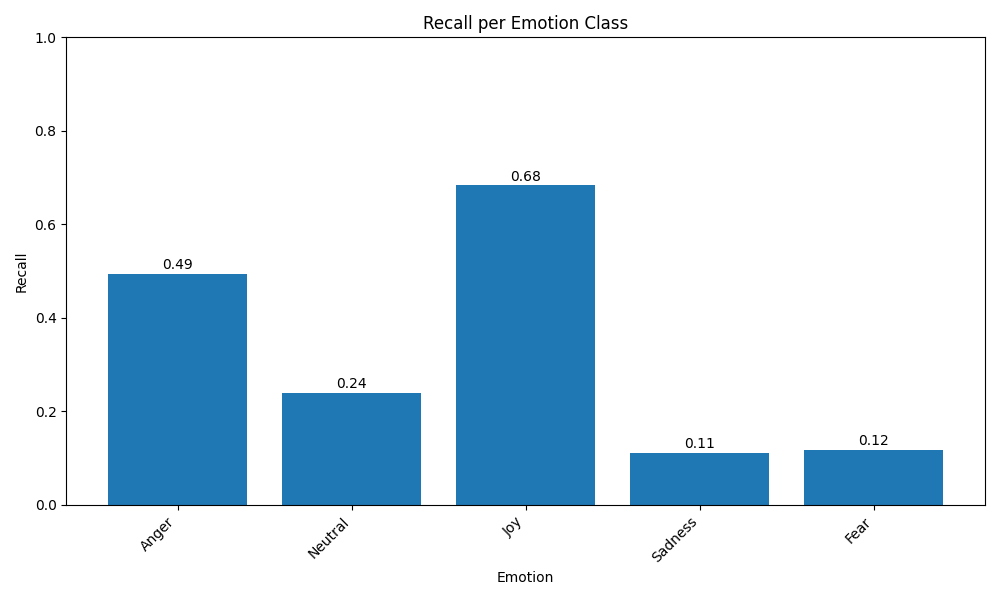 Recall per Emotion Class
1.0
0.8
0.6
0.4
0.2
0.0
Recall
0.49
0.24
0.68
0.11
0.12
Anger
Neutral
Joy
Sadness
Fear
Emotion